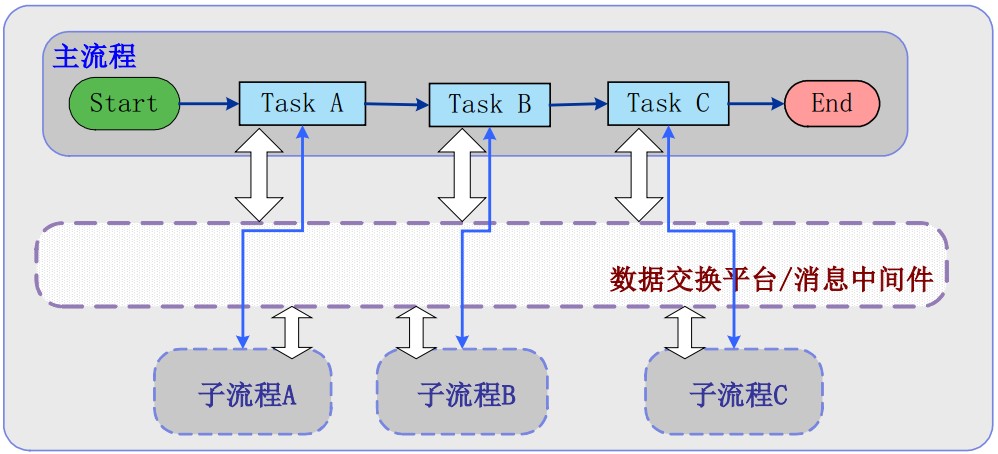 主流程
Start
Task A
Task B
Task C
End
数据交换平台/消息中间件
子流程A
子流程B
子流程C